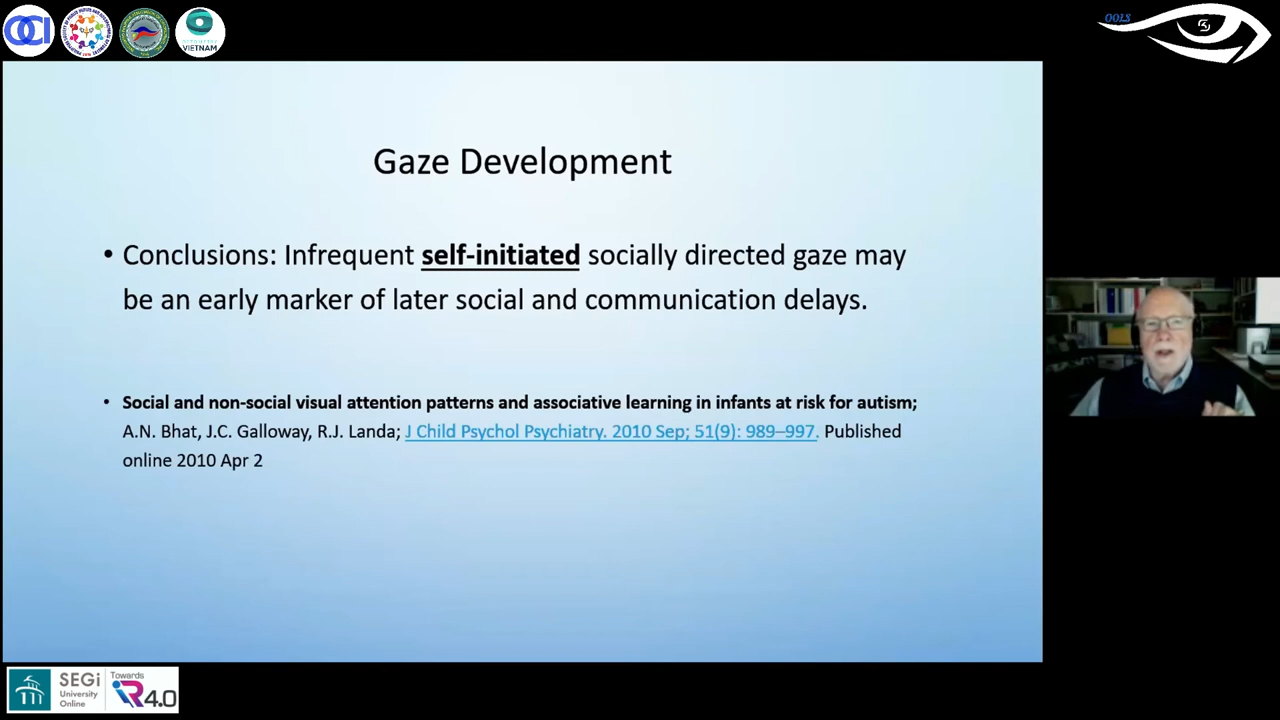 OCI
VIETNAM
OOLS
Gaze Development
• Conclusions: Infrequent self-initiated socially directed gaze may
be an early marker of later social and communication delays.
• Social and non-social visual attention patterns and associative learning in infants at risk for autism;
A.N. Bhat, J.C. Galloway, R.J. Landa; J Child Psychol Psychiatry. 2010 Sep; 51(9): 989–997. Published
online 2010 Apr 2
SEGi
University
Online
Towards
iR4.0